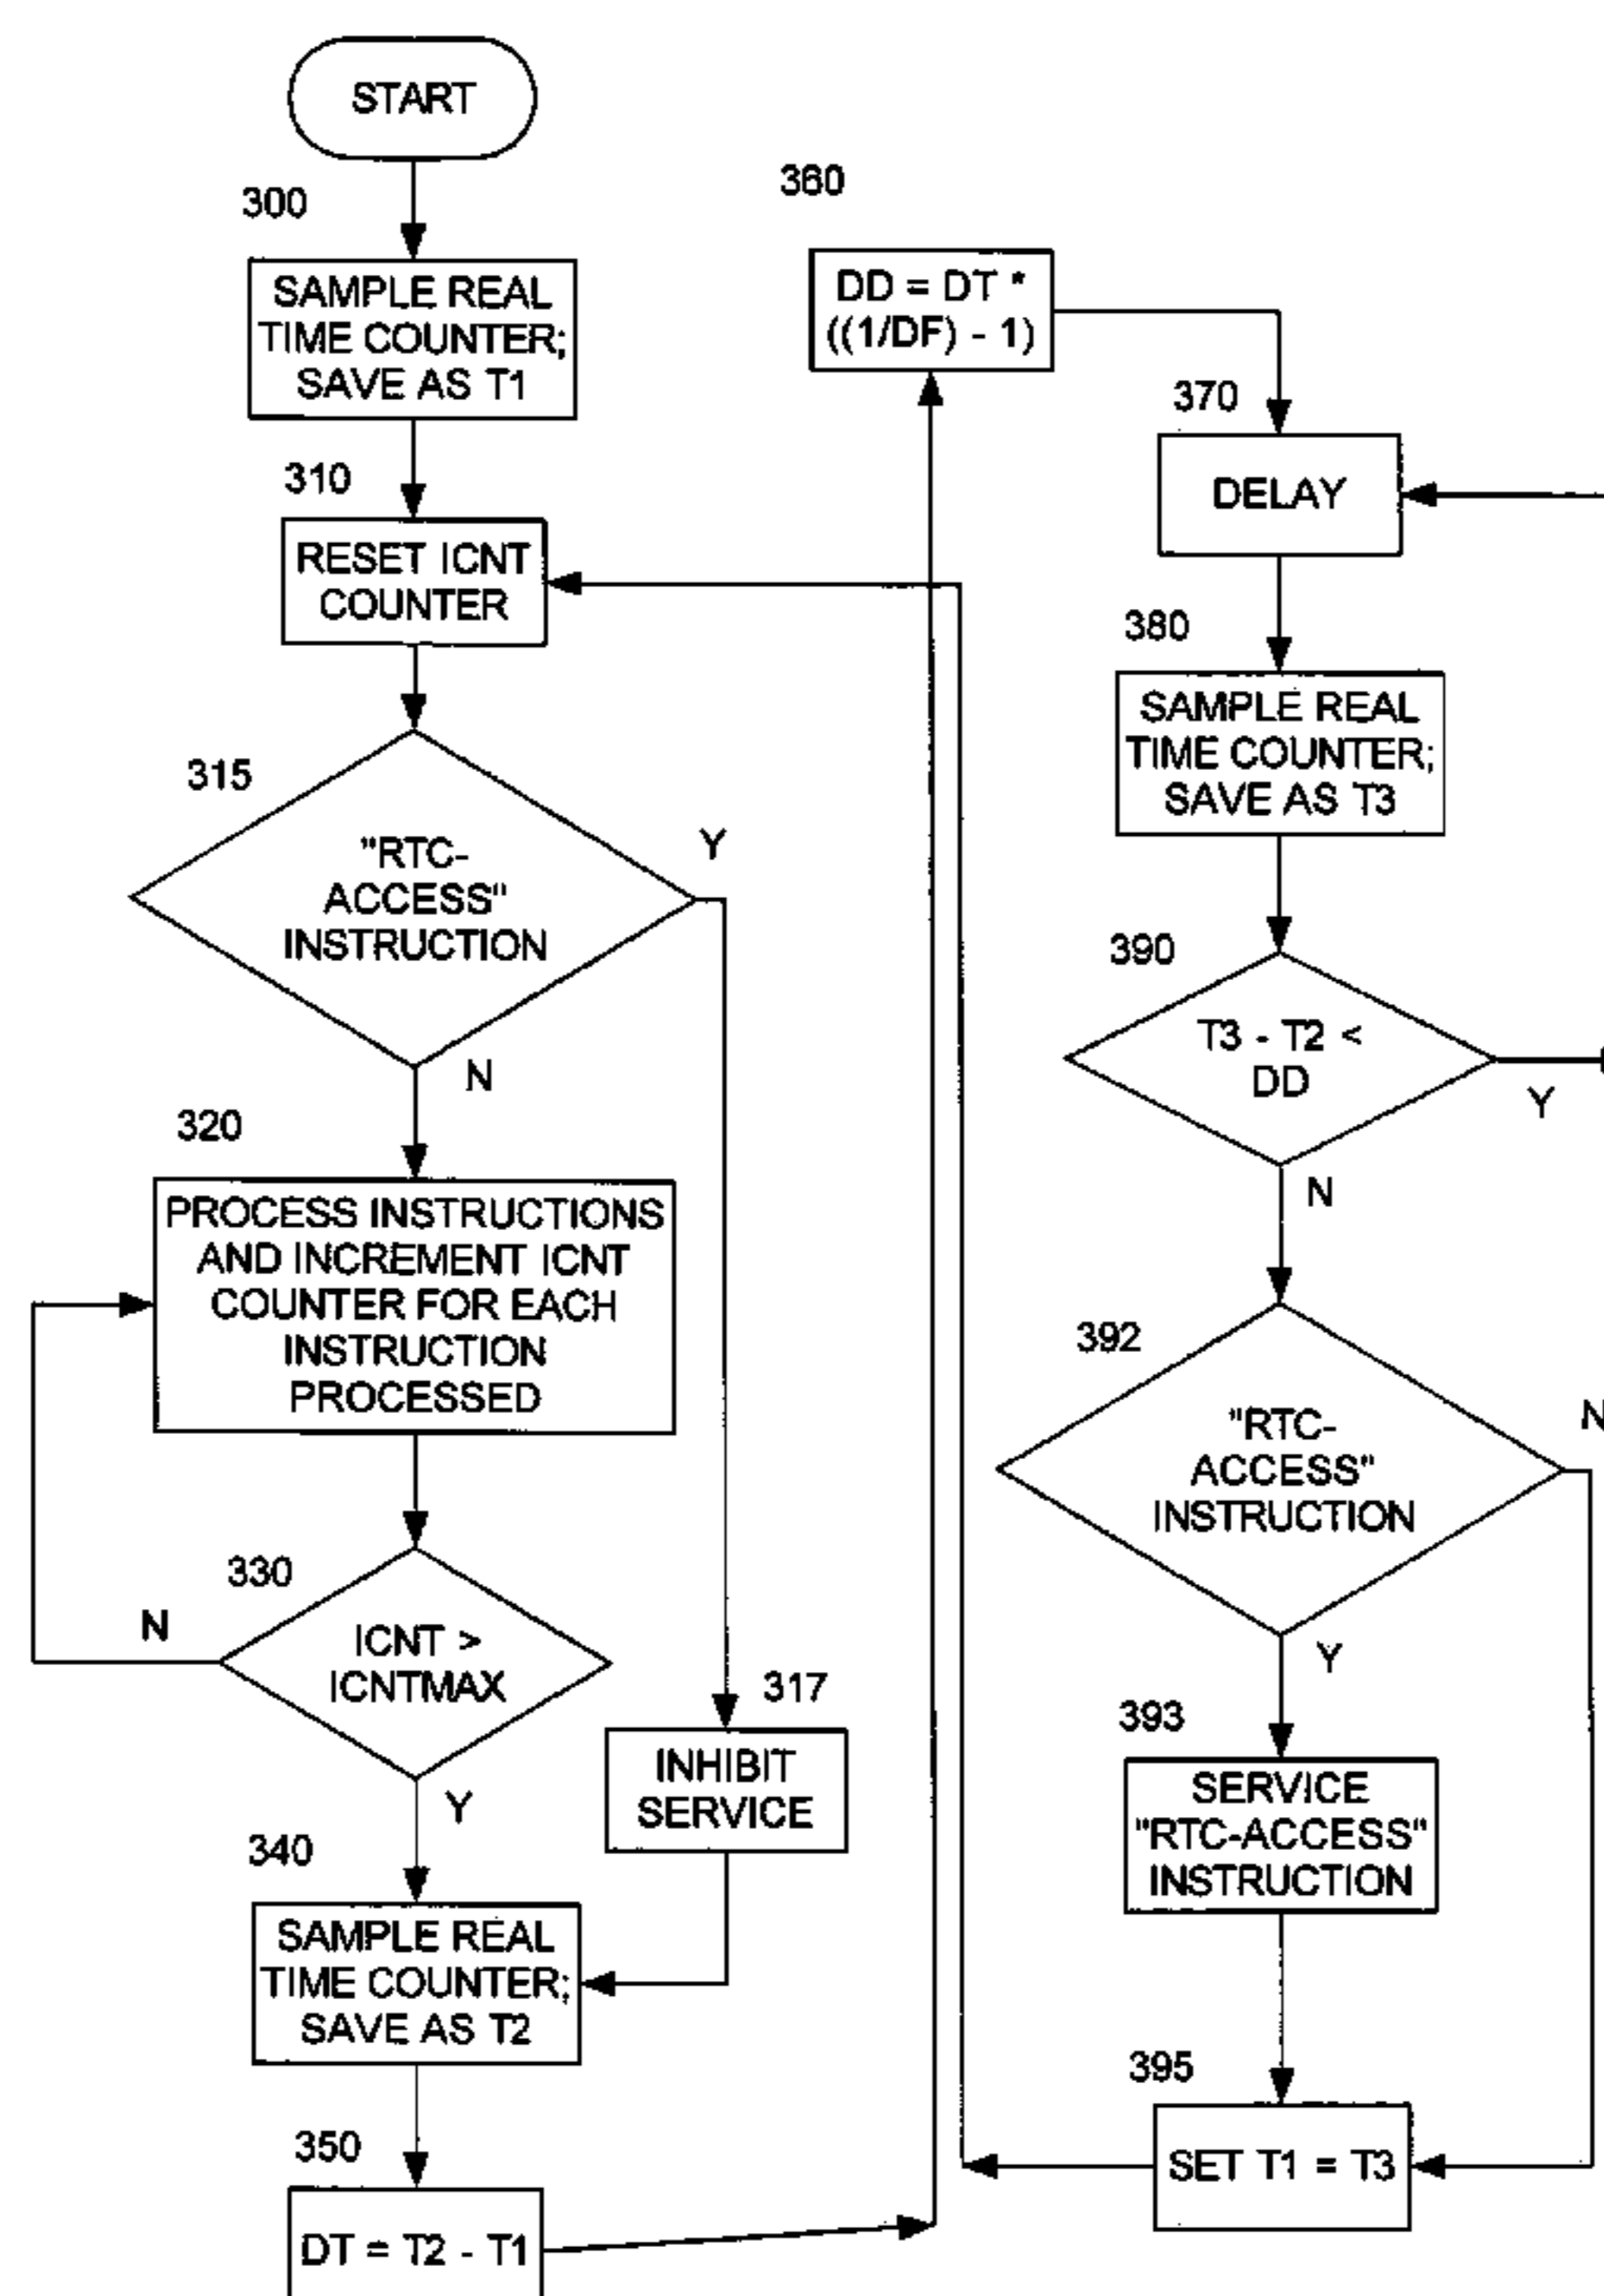 START
300
SAMPLE REAL
TIME COUNTER;
SAVE AS T1
310
RESET ICNT
COUNTER
315
"RTC-
ACCESS"
INSTRUCTION
Y
N
320
PROCESS INSTRUCTIONS
AND INCREMENT ICNT
COUNTER FOR EACH
INSTRUCTION
PROCESSED
330
N
ICNT >
ICNTMAX
Y
317
INHIBIT
SERVICE
340
SAMPLE REAL
TIME COUNTER;
SAVE AS T2
350
DT = T2 - T1
360
DD = DT *
((1/DF) - 1)
370
DELAY
380
SAMPLE REAL
TIME COUNTER;
SAVE AS T3
390
T3 - T2 <
DD
Y
N
392
"RTC-
ACCESS"
INSTRUCTION
N
Y
393
SERVICE
"RTC-ACCESS"
INSTRUCTION
395
SET T1 = T3